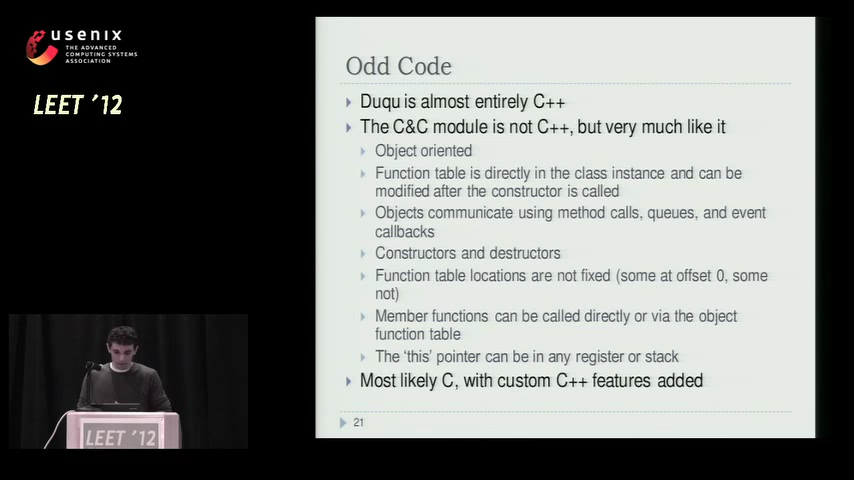 usenix
THE ADVANCED
COMPUTING SYSTEMS
ASSOCIATION
LEET '12
Odd Code
Duqu is almost entirely C++
The C&C module is not C++, but very much like it
Object oriented
Function table is directly in the class instance and can be
modified after the constructor is called
Objects communicate using method calls, queues, and event
callbacks
Constructors and destructors
Function table locations are not fixed (some at offset 0, some
not)
Member functions can be called directly or via the object
function table
The 'this' pointer can be in any register or stack
Most likely C, with custom C++ features added
21
LEET '12